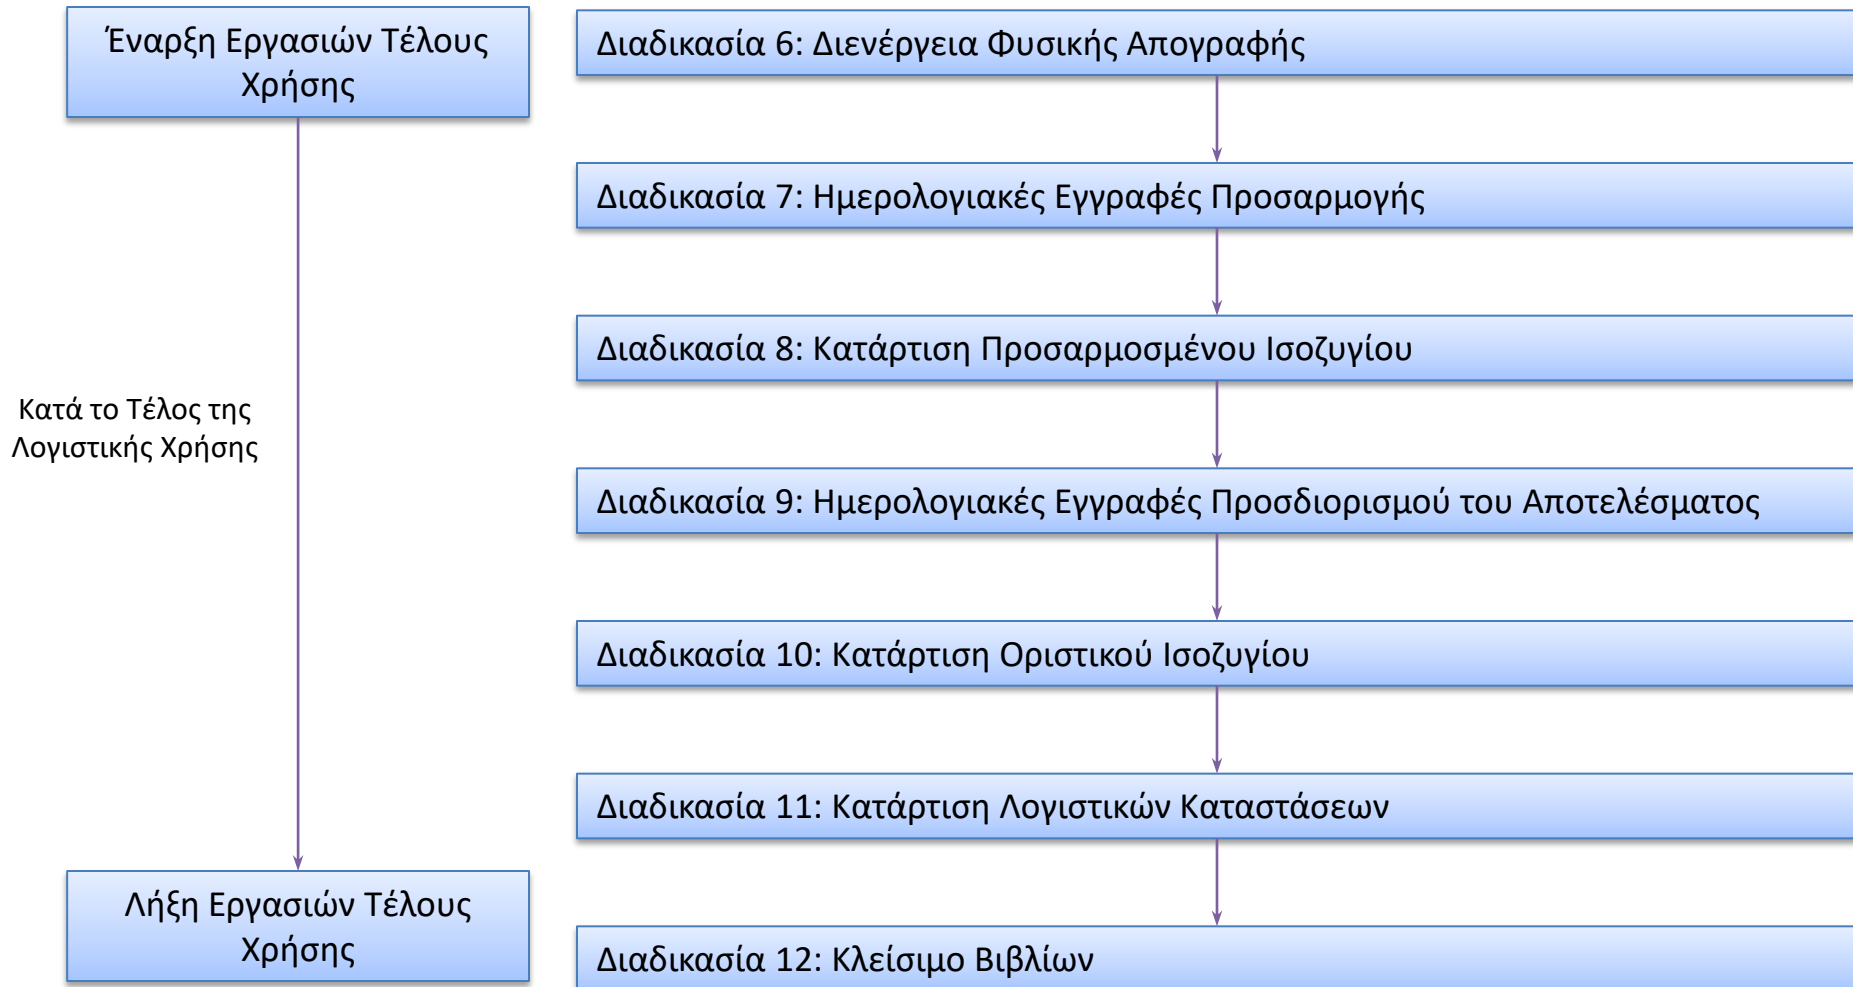 Έναρξη Εργασιών Τέλους
Χρήσης
Κατά το Τέλος της
Λογιστικής Χρήσης
Λήξη Εργασιών Τέλους
Χρήσης
Διαδικασία 6: Διενέργεια Φυσικής Απογραφής
Διαδικασία 7: Ημερολογιακές Εγγραφές Προσαρμογής
Διαδικασία 8: Κατάρτιση Προσαρμοσμένου Ισοζυγίου
Διαδικασία 9: Ημερολογιακές Εγγραφές Προσδιορισμού του Αποτελέσματος
Διαδικασία 10: Κατάρτιση Οριστικού Ισοζυγίου
Διαδικασία 11: Κατάρτιση Λογιστικών Καταστάσεων
Διαδικασία 12: Κλείσιμο Βιβλίων